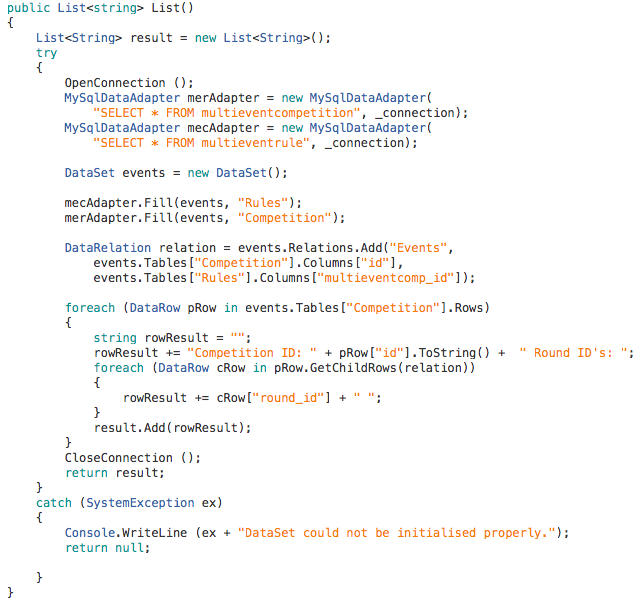 public List<string> List()
{
    List<String> result = new List<String>();
    try
    {
        OpenConnection ();
        MySqlDataAdapter merAdapter = new MySqlDataAdapter(
            "SELECT * FROM multieventcompetition", _connection);
        MySqlDataAdapter mecAdapter = new MySqlDataAdapter(
            "SELECT * FROM multieventrule", _connection);

        DataSet events = new DataSet();

        mecAdapter.Fill(events, "Rules");
        merAdapter.Fill(events, "Competition");

        DataRelation relation = events.Relations.Add("Events",
            events.Tables["Competition"].Columns["id"],
            events.Tables["Rules"].Columns["multieventcomp_id"]);

        foreach (DataRow pRow in events.Tables["Competition"].Rows)
        {
            string rowResult = "";
            rowResult += "Competition ID: " + pRow["id"].ToString() +  " Round ID's: ";
            foreach (DataRow cRow in pRow.GetChildRows(relation))
            {
                rowResult += cRow["round_id"] + " ";
            }
            result.Add(rowResult);
        }
        CloseConnection ();
        return result;
    }
    catch (SystemException ex)
    {
        Console.WriteLine (ex + "DataSet could not be initialised properly.");
        return null;

    }
}